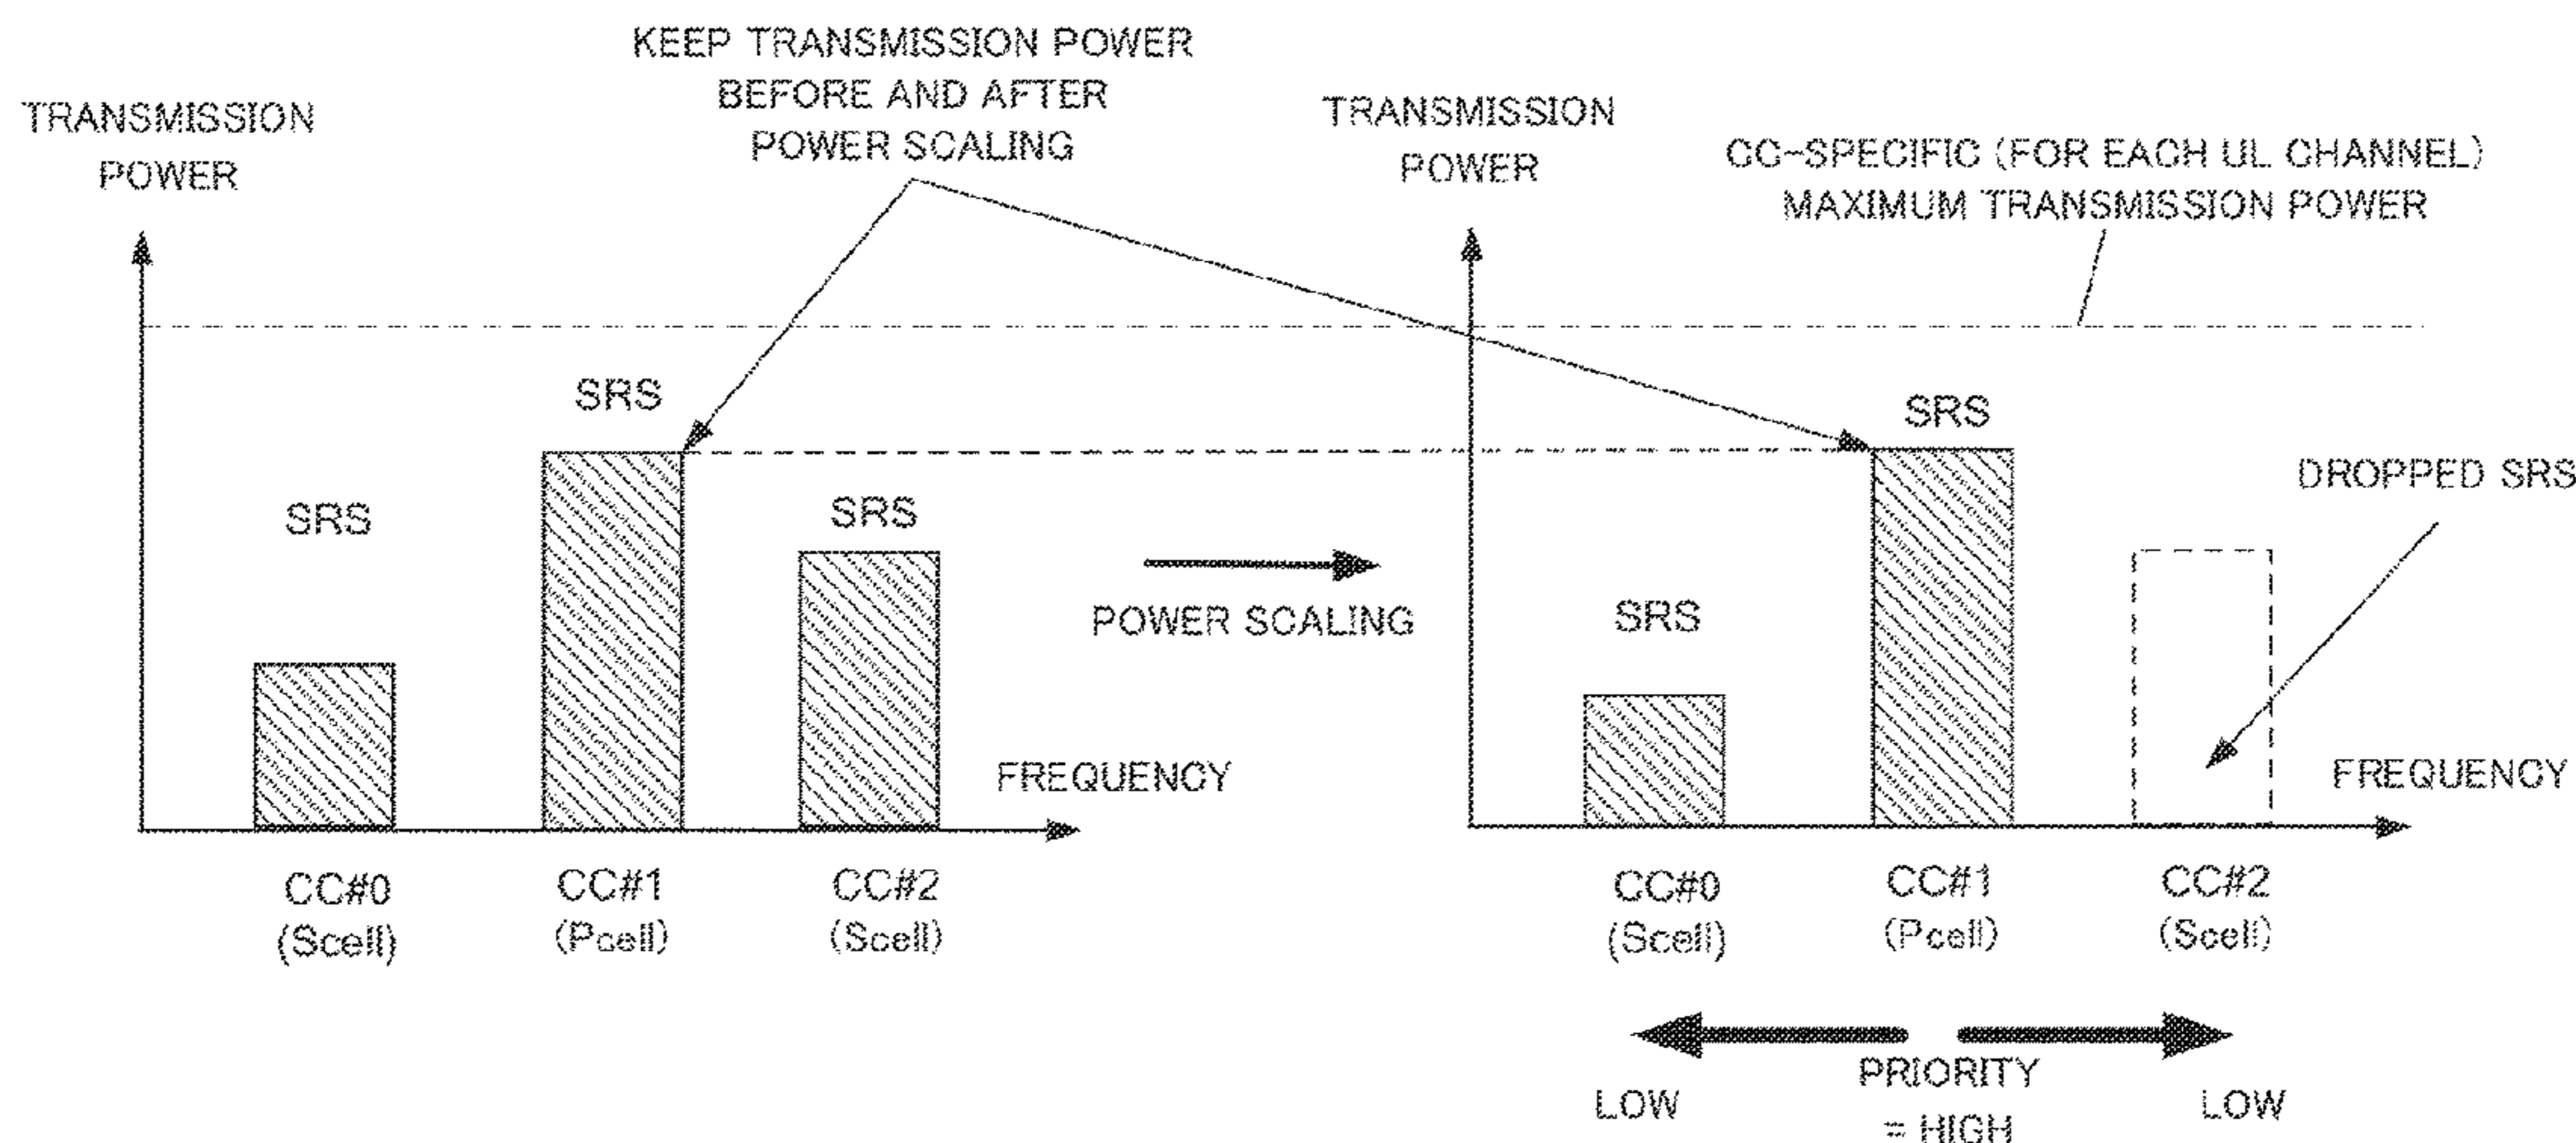 KEEP TRANSMISSION POWER
BEFORE AND AFTER
POWER SCALING
TRANSMISSION
POWER
TRANSMISSION
POWER
CC-SPECIFIC (FOR EACH UL CHANNEL)
MAXIMUM TRANSMISSION POWER
SRS
SRS
SRS
SRS
SRS
DROPPED SRS
POWER SCALING
FREQUENCY
FREQUENCY
CC#0
(Scell)
CC#1
(Pcell)
CC#2
(Scell)
CC#0
(Scell)
CC#1
(Pcell)
CC#2
(Scell)
LOW
PRIORITY
= HIGH
LOW